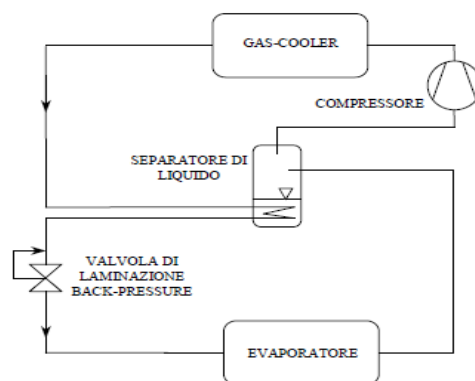 GAS-COOLER
COMPRESSORE
SEPARATORE DI
LIQUIDO
VALVOLA DI
LAMINAZIONE
BACK-PRESSURE
EVAPORATORE